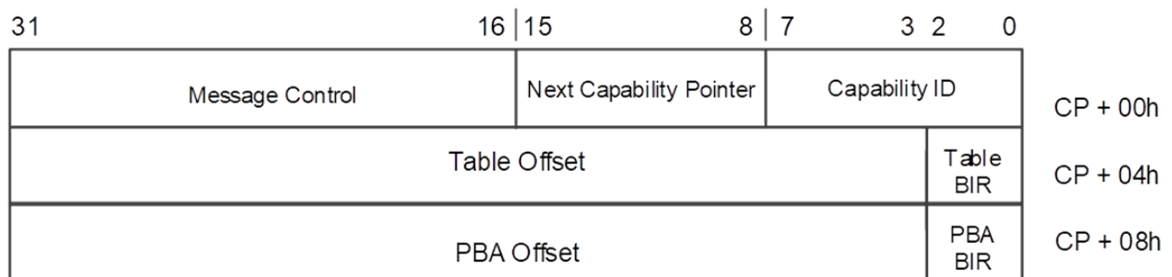 31 16 15 8 7 3 2 0
Message Control Next Capability Pointer Capability ID CP + 00h
Table Offset Table BIR CP + 04h
PBA Offset PBA BIR CP + 08h